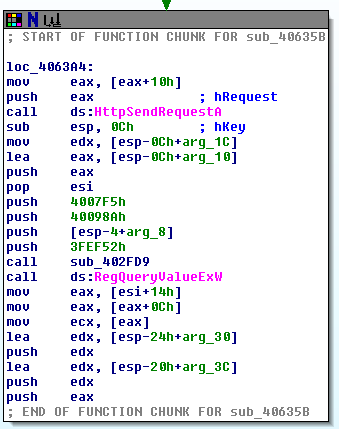 N
; START OF FUNCTION CHUNK FOR sub_40635B
loc_4063A4:
mov eax, [eax+10h]
push eax ; hRequest
call ds:HttpSendRequestA
sub esp, 0Ch ; hKey
mov edx, [esp-0Ch+arg_1C]
lea eax, [esp-0Ch+arg_10]
push eax
pop esi
push 4007F5h
push 40098Ah
push [esp-4+arg_8]
push 3FEF52h
call sub_402FD9
call ds:RegQueryValueExW
mov eax, [esi+14h]
mov eax, [eax+0Ch]
mov ecx, [eax]
lea edx, [esp-24h+arg_30]
push edx
lea edx, [esp-20h+arg_3C]
push edx
push eax
; END OF FUNCTION CHUNK FOR sub_40635B